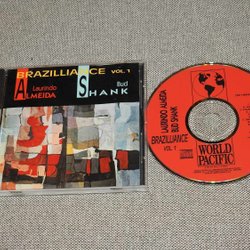 BRAZILLIANCE VOL. 1
Laurindo
ALMEIDA
Bud
SHANK
LAURINDO ALMEIDA
BUD SHANK
BRAZILLIANCE
VOL. 1
WORLD
PACIFIC